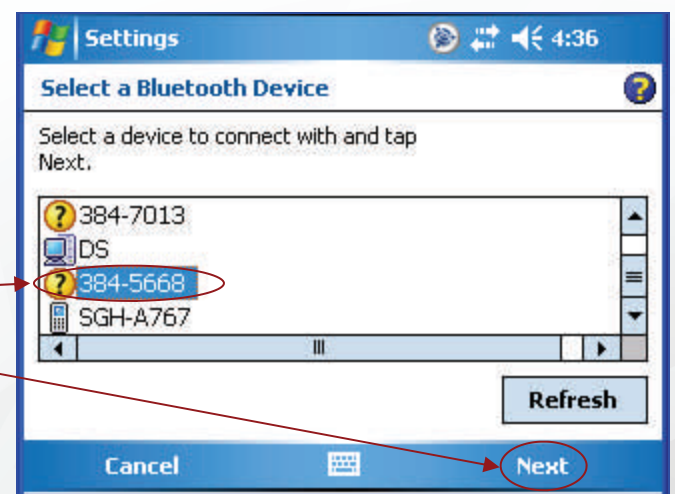 Settings 4:36
Select a Bluetooth Device
Select a device to connect with and tap
Next.
384-7013
DS
384-5668
SGH-A767
Refresh
Cancel Next